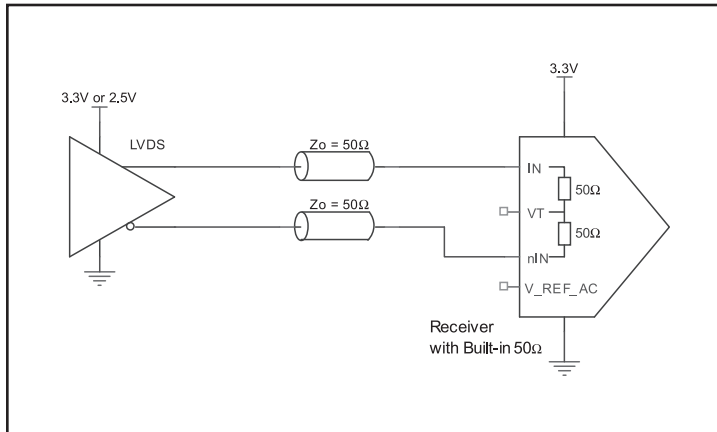 3.3V
3.3V or 2.5V
LVDS
Zo = 50Ω
IN
50Ω
Zo = 50Ω
VT
50Ω
nIN
V_REF_AC
Receiver
with Built-in 50Ω